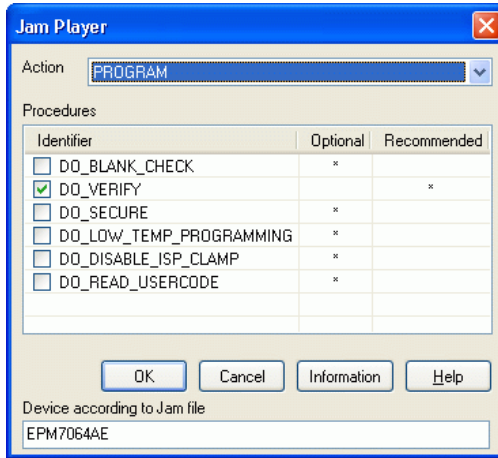 Jam Player
Action PROGRAM
Procedures
Identifier Optional Recommended
DO_BLANK_CHECK *
DO_VERIFY *
DO_SECURE *
DO_LOW_TEMP_PROGRAMMING *
DO_DISABLE_ISP_CLAMP *
DO_READ_USERCODE *
OK Cancel Information Help
Device according to Jam file
EPM7064AE